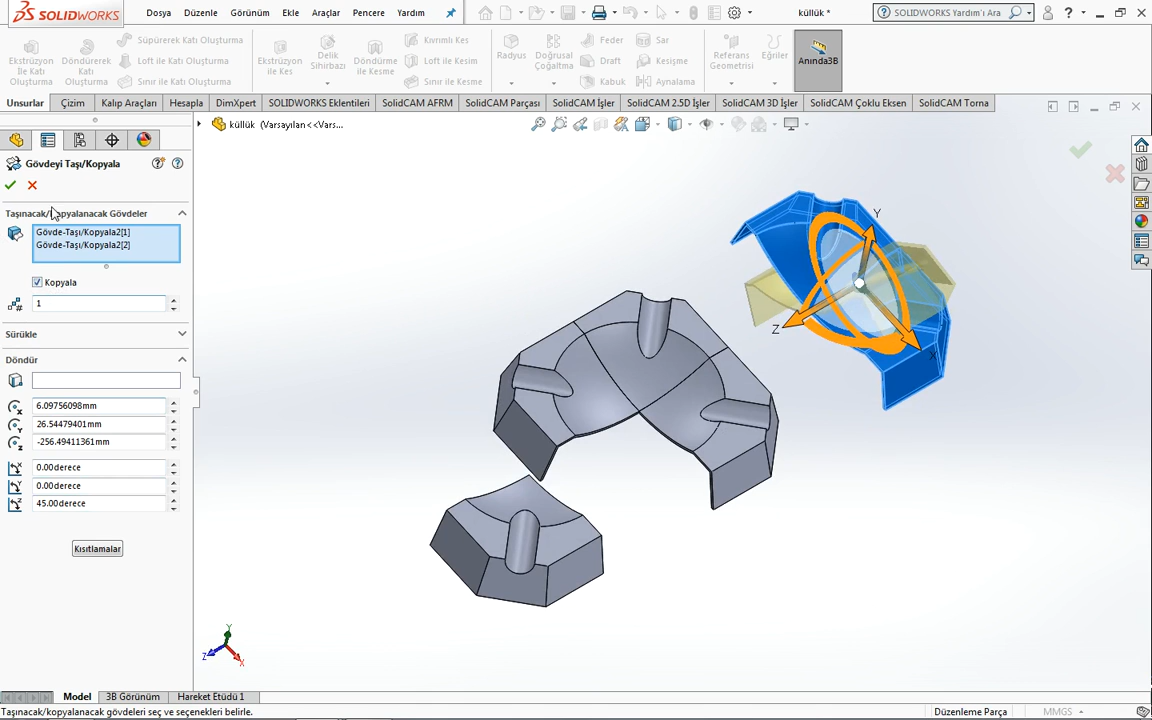 SOLIDWORKS
Dosya Düzenle Görünüm Ekle Araçlar Pencere Yardım
küllük *
SOLIDWORKS Yardım'ı Ara
Ekstrüzyon İle Katı Oluşturma
Döndürerek Katı Oluşturma
Süpürerek Katı Oluşturma
Loft ile Katı Oluşturma
Sınır ile Katı Oluşturma
Ekstrüzyon ile Kes
Delik Sihirbazı
Döndürme ile Kesme
Kıvrımlı Kes
Loft ile Kesim
Sınır ile Kesme
Radyus
Doğrusal Çoğaltma
Feder
Draft
Kabuk
Sar
Kesişme
Aynalama
Referans Geometrisi
Eğriler
Anında3B
Unsurlar Çizim Kalıp Araçları Hesapla DimXpert SOLIDWORKS Eklentileri SolidCAM AFRM SolidCAM Parçası SolidCAM İşler SolidCAM 2.5D İşler SolidCAM 3D İşler SolidCAM Çoklu Eksen SolidCAM Torna
küllük (Varsayılan<<Vars...
Gövdeyi Taşı/Kopyala
Taşınacak/Kopyalanacak Gövdeler
Gövde-Taşı/Kopyala2[1]
Gövde-Taşı/Kopyala2[2]
Kopyala
1
Sürükle
Döndür
6.09756098mm
26.54479401mm
-256.49411361mm
0.00derece
0.00derece
45.00derece
Kısıtlamalar
Y
Z
X
Y
Z
X
Model 3B Görünüm Hareket Etüdü 1
Taşınacak/kopyalanacak gövdeleri seç ve seçenekleri belirle.
Düzenleme Parça
MMGS